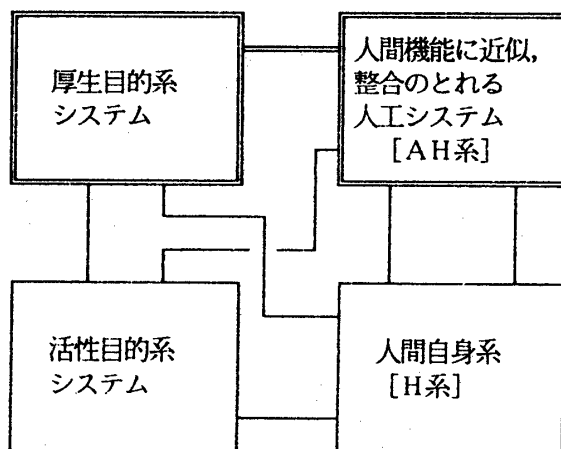 厚生目的系
システム
人間機能に近似,
整合のとれる
人工システム
[AH系]
活性目的系
システム
人間自身系
[H系]